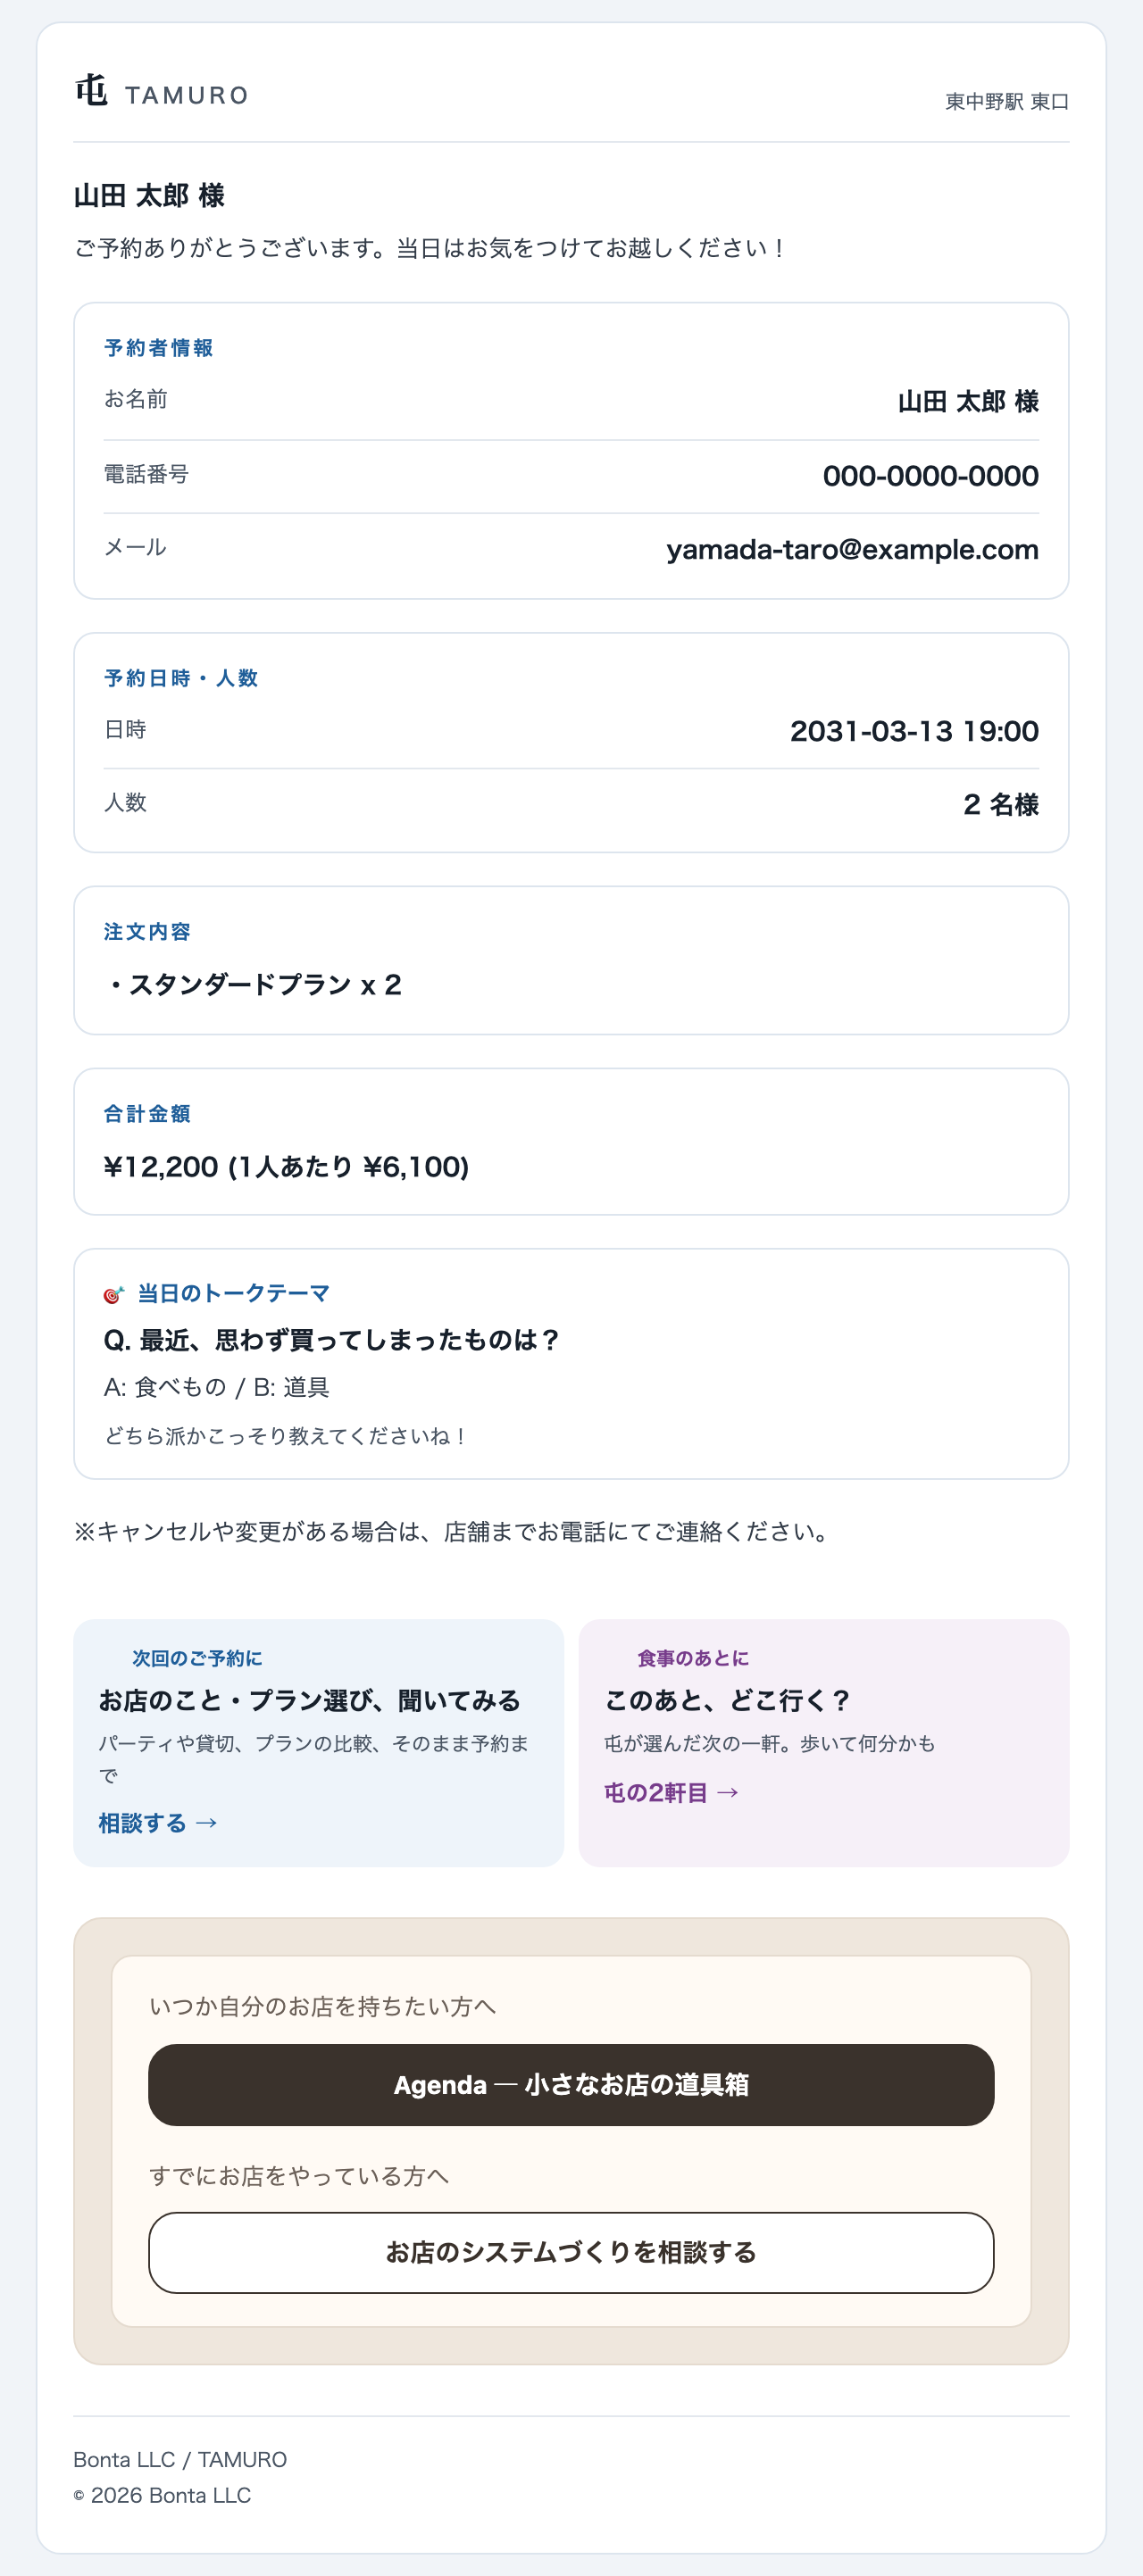 屯 TAMURO
東中野駅 東口
山田 太郎 様
ご予約ありがとうございます。当日はお気をつけてお越しください！
予約者情報
お名前
山田 太郎 様
電話番号
000-0000-0000
メール
yamada-taro@example.com
予約日時・人数
日時
2031-03-13 19:00
人数
2 名様
注文内容
・スタンダードプラン x 2
合計金額
¥12,200 (1人あたり ¥6,100)
当日のトークテーマ
Q. 最近、思わず買ってしまったものは？
A: 食べもの / B: 道具
どちら派かこっそり教えてくださいね！
※キャンセルや変更がある場合は、店舗までお電話にてご連絡ください。
次回のご予約に
お店のこと・プラン選び、聞いてみる
パーティや貸切、プランの比較、そのまま予約ま
で
相談する →
食事のあとに
このあと、どこ行く？
屯が選んだ次の一軒。歩いて何分かも
屯の2軒目 →
いつか自分のお店を持ちたい方へ
Agenda — 小さなお店の道具箱
すでにお店をやっている方へ
お店のシステムづくりを相談する
Bonta LLC / TAMURO
© 2026 Bonta LLC